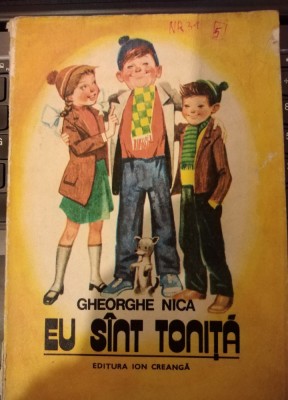 GHEORGHE NICA
EU SÎNT TONIȚĂ
EDITURA ION CREANGĂ